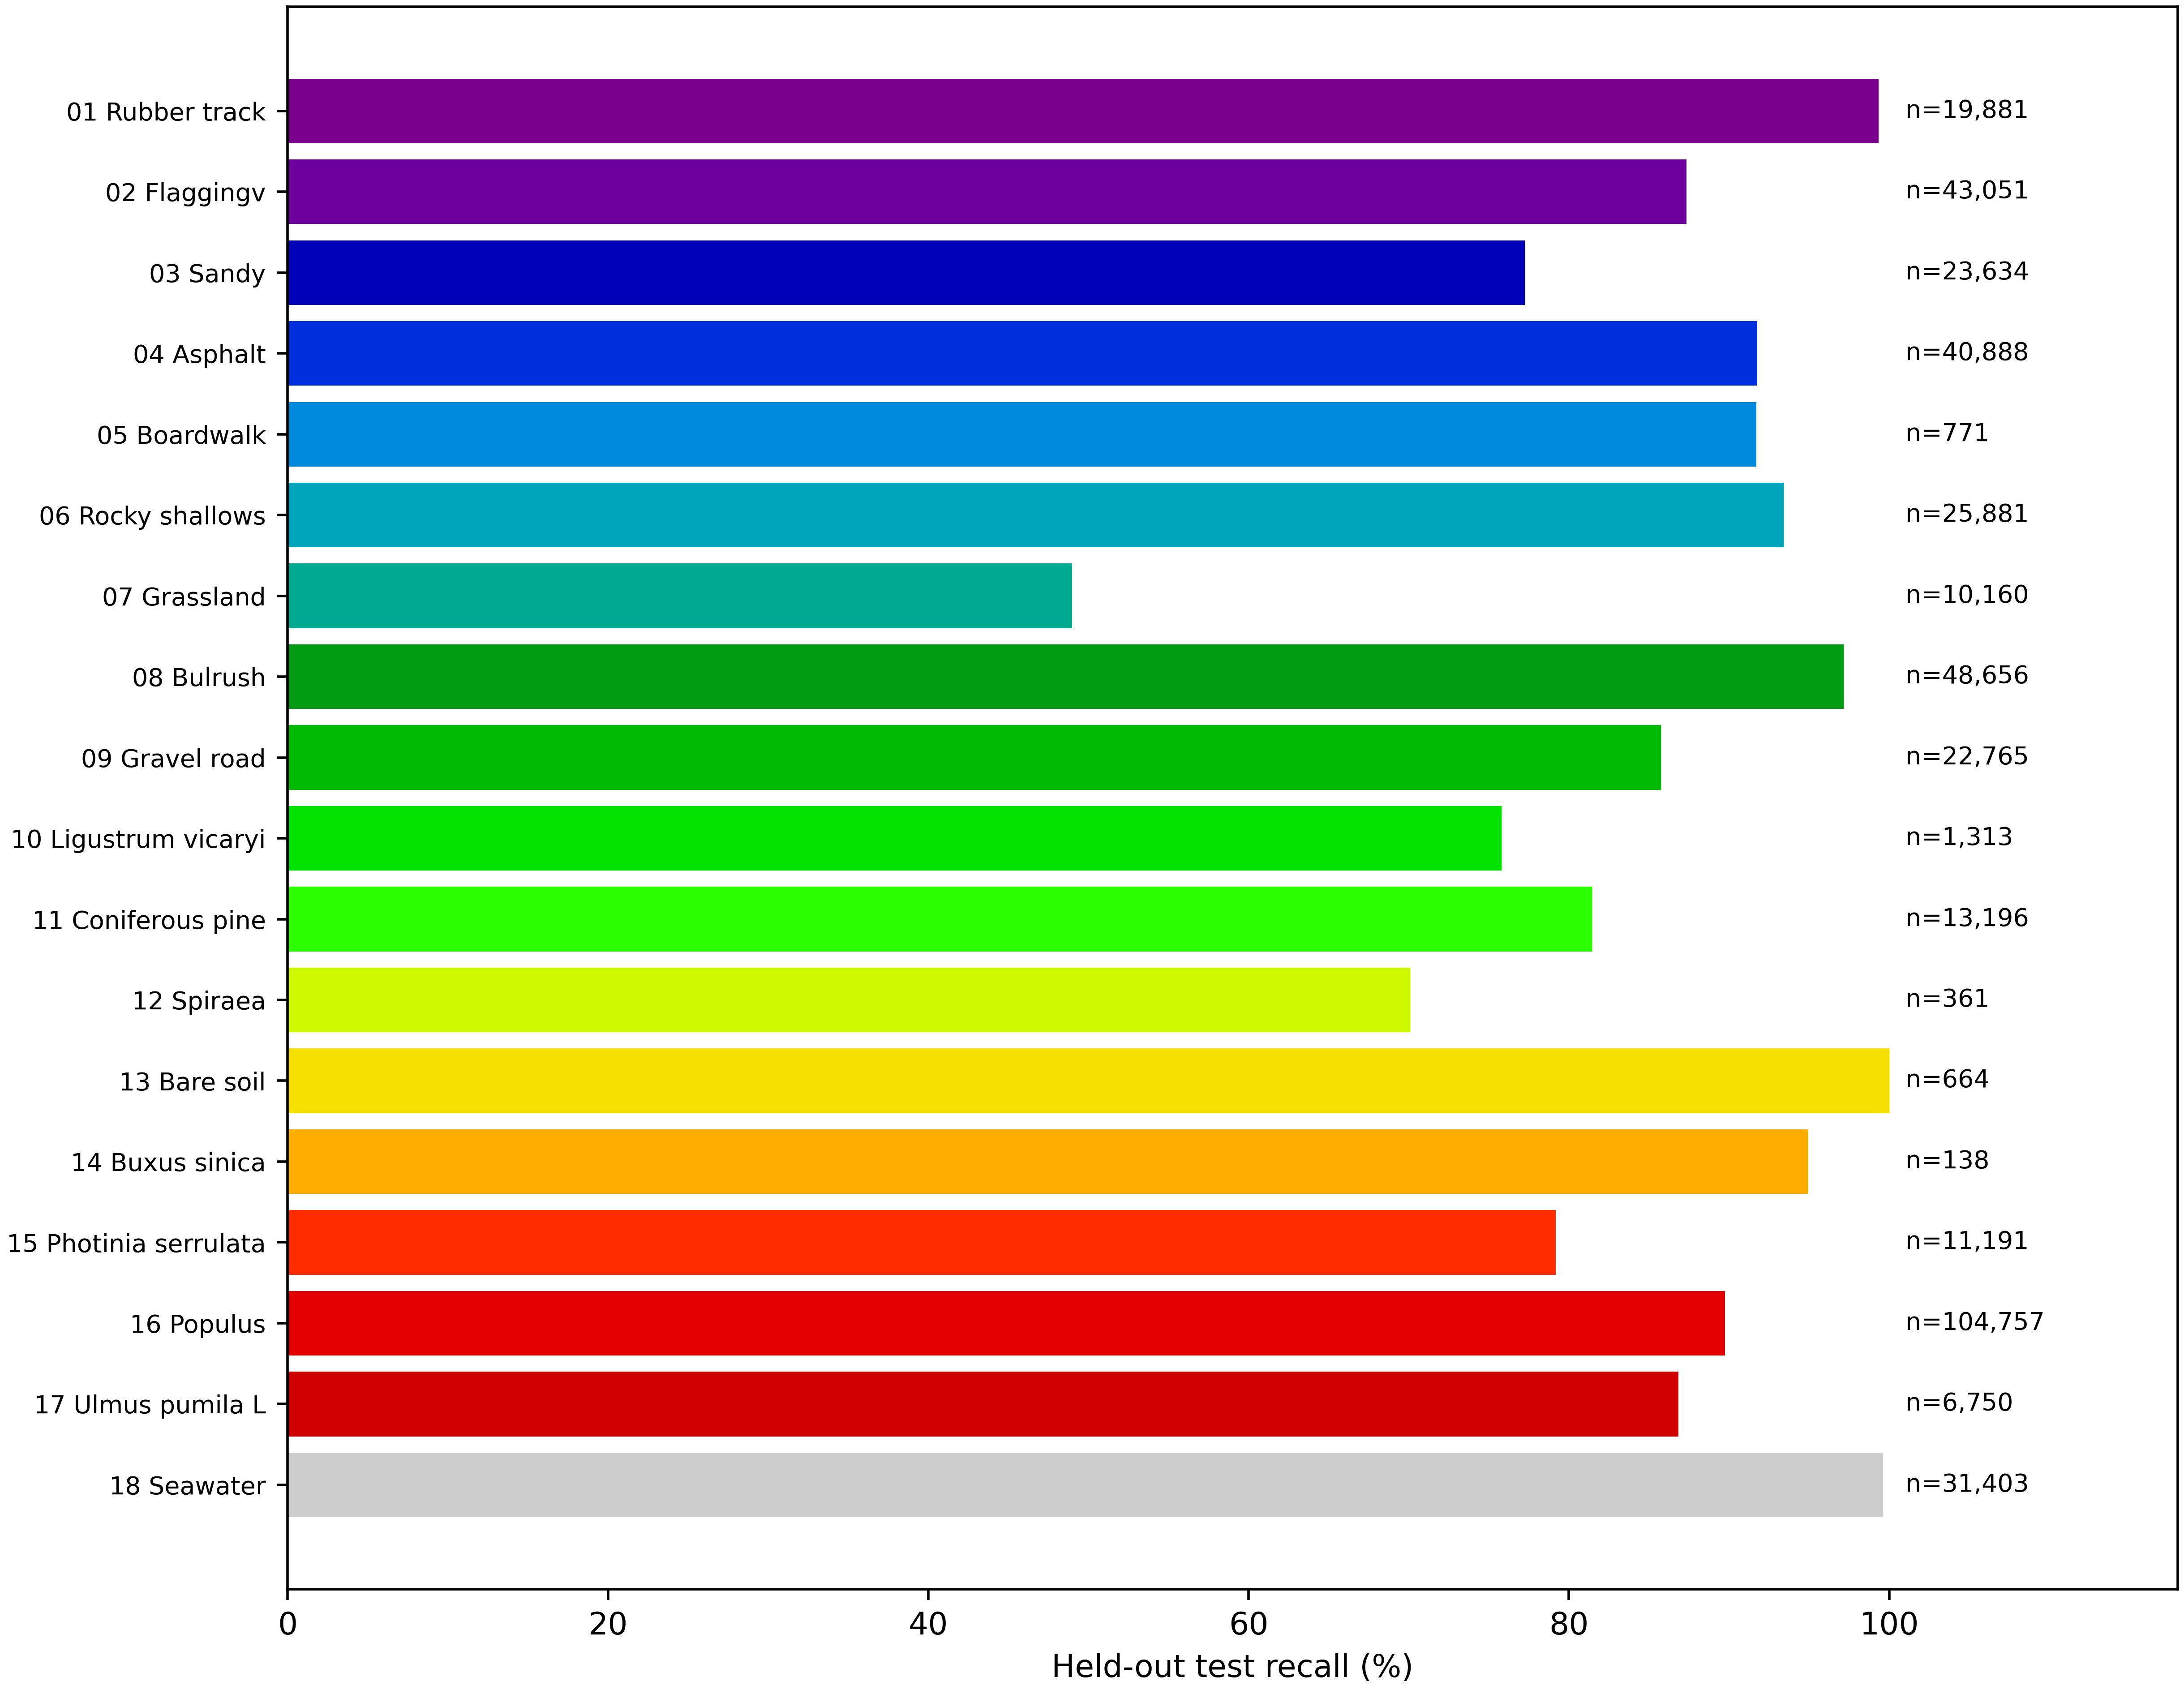 01 Rubber track n=19,881
02 Flaggingv n=43,051
03 Sandy n=23,634
04 Asphalt n=40,888
05 Boardwalk n=771
06 Rocky shallows n=25,881
07 Grassland n=10,160
08 Bulrush n=48,656
09 Gravel road n=22,765
10 Ligustrum vicaryi n=1,313
11 Coniferous pine n=13,196
12 Spiraea n=361
13 Bare soil n=664
14 Buxus sinica n=138
15 Photinia serrulata n=11,191
16 Populus n=104,757
17 Ulmus pumila L n=6,750
18 Seawater n=31,403
0 20 40 60 80 100
Held-out test recall (%)